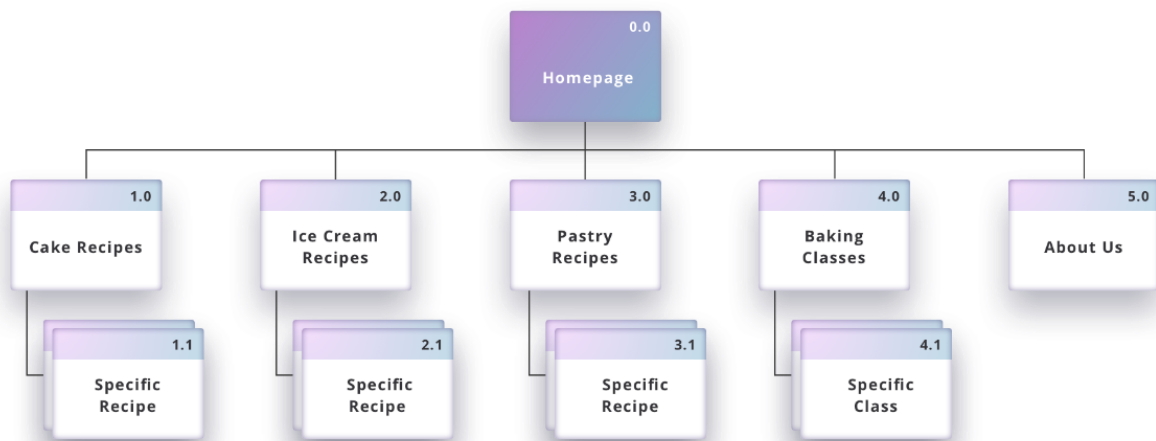 0.0
Homepage
1.0
Cake Recipes
2.0
Ice Cream
Recipes
3.0
Pastry
Recipes
4.0
Baking
Classes
5.0
About Us
1.1
Specific
Recipe
2.1
Specific
Recipe
3.1
Specific
Recipe
4.1
Specific
Class